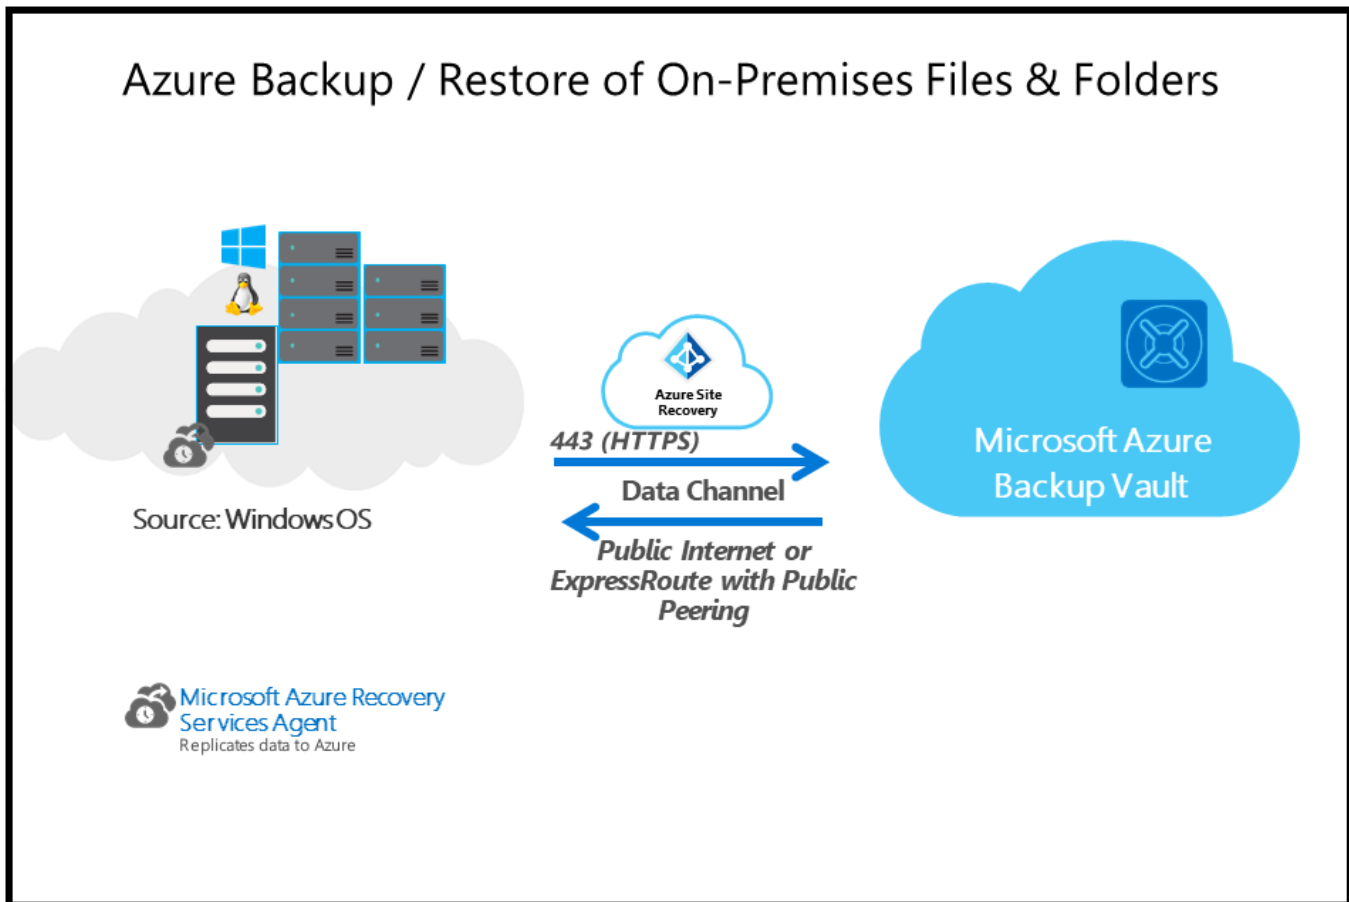 Azure Backup / Restore of On-Premises Files & Folders
Azure Site
Recovery
443 (HTTPS)
Data Channel
Public Internet or
ExpressRoute with Public
Peering
Microsoft Azure
Backup Vault
Source: Windows OS
Microsoft Azure Recovery
Services Agent
Replicates data to Azure